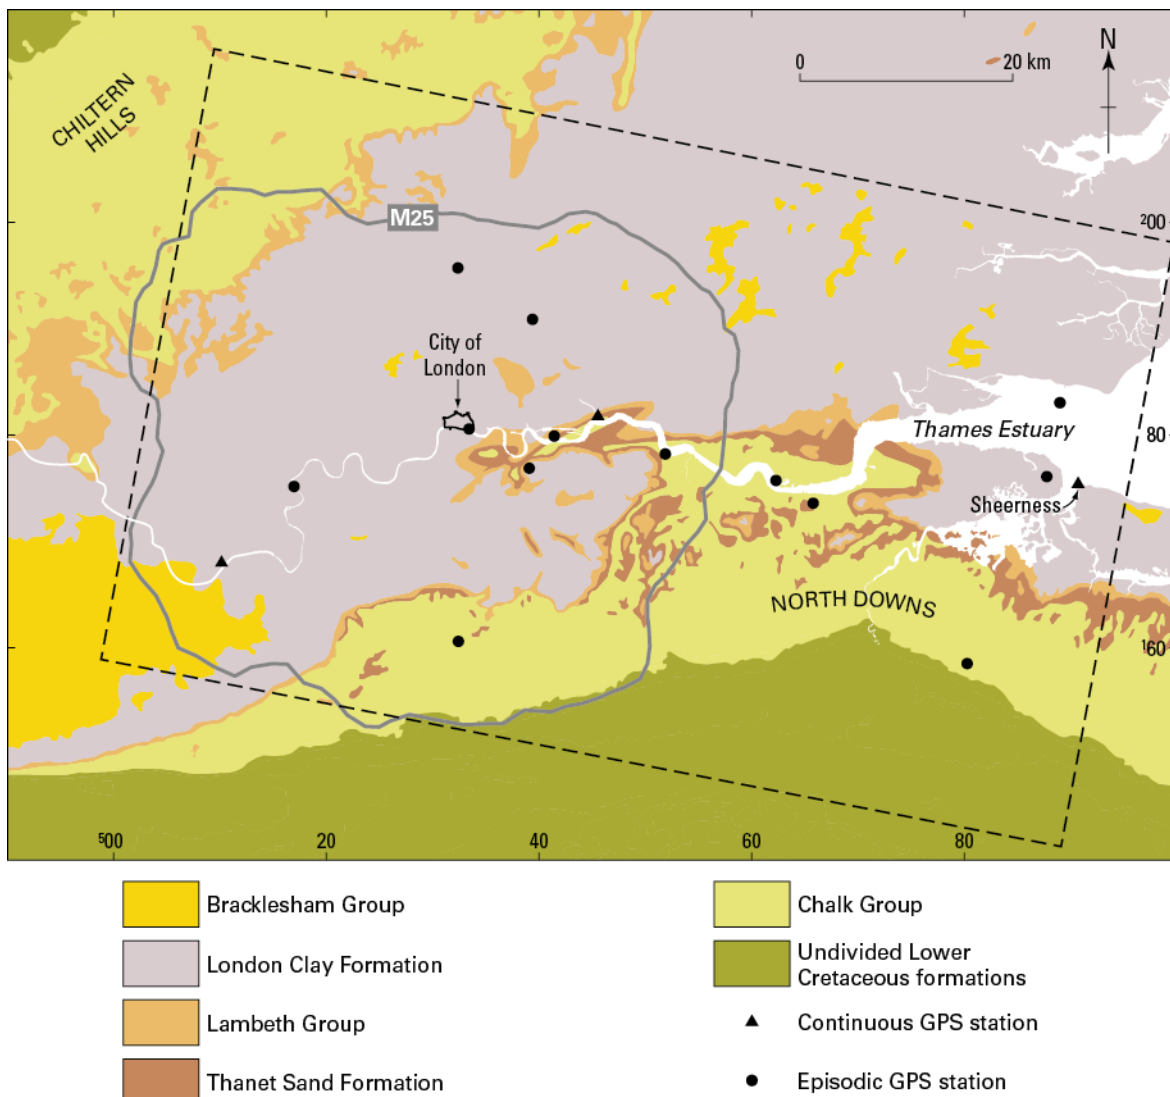 0
20 km
N
CHILTERN
HILLS
M25
²00
City of
London
Thames Estuary
80
Sheerness
NORTH DOWNS
¹60
⁵00
20
40
60
80
Bracklesham Group
London Clay Formation
Lambeth Group
Thanet Sand Formation
Chalk Group
Undivided Lower
Cretaceous formations
Continuous GPS station
Episodic GPS station